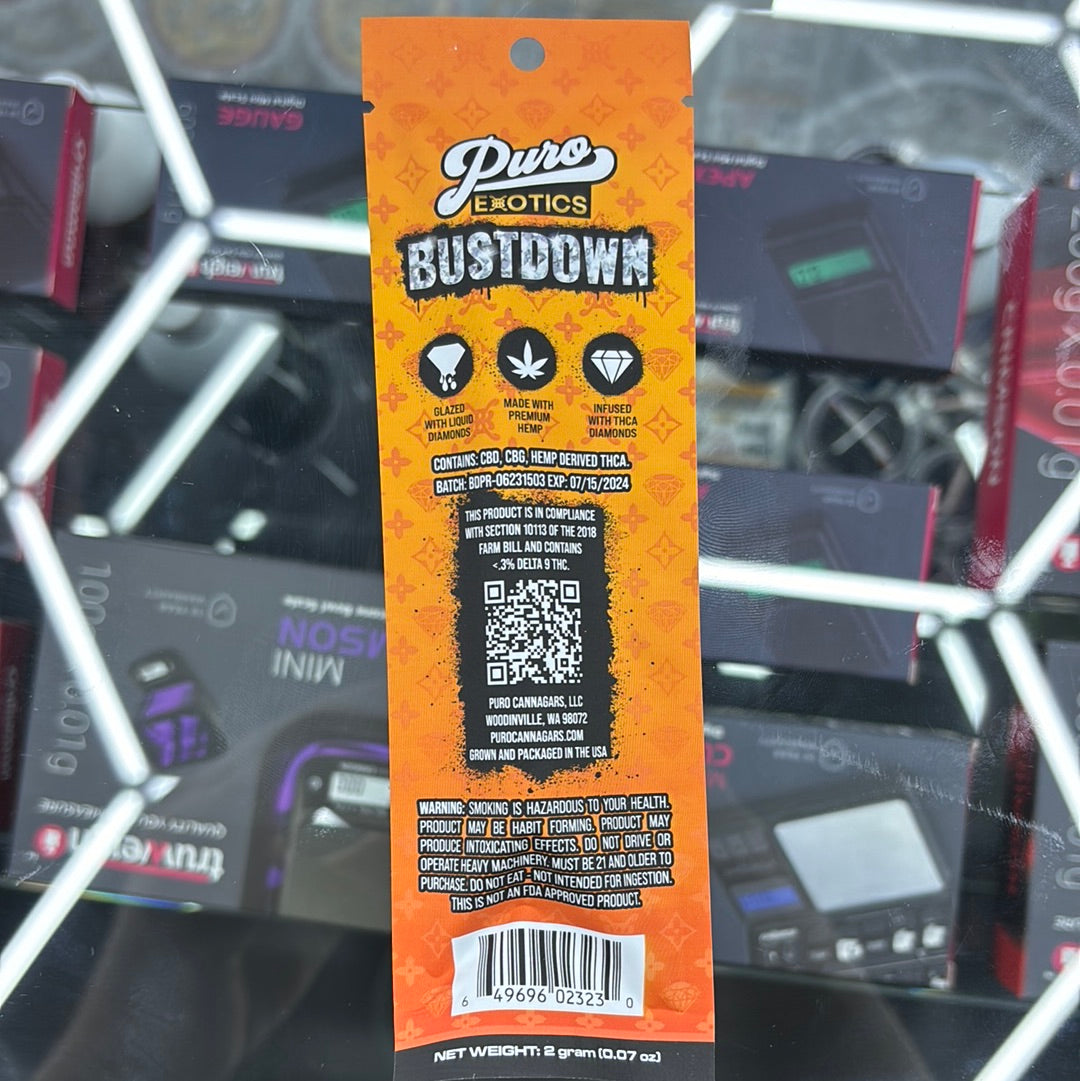 Puro
EXOTICS
BUSTDOWN
GLAZED
WITH LIQUID
DIAMONDS
MADE WITH
PREMIUM
HEMP
INFUSED
WITH THCA
DIAMONDS
CONTAINS: CBD, CBG, HEMP DERIVED THCA.
BATCH: BDPR-06231503 EXP: 07/15/2024
THIS PRODUCT IS IN COMPLIANCE
WITH SECTION 10113 OF THE 2018
FARM BILL AND CONTAINS
<.3% DELTA 9 THC.
PURO CANNAGARS, LLC
WOODINVILLE, WA 98072
PUROCANNAGARS.COM
GROWN AND PACKAGED IN THE USA
WARNING: SMOKING IS HAZARDOUS TO YOUR HEALTH.
PRODUCT MAY BE HABIT FORMING. PRODUCT MAY
PRODUCE INTOXICATING EFFECTS. DO NOT DRIVE OR
OPERATE HEAVY MACHINERY. MUST BE 21 AND OLDER TO
PURCHASE. DO NOT EAT - NOT INTENDED FOR INGESTION.
THIS IS NOT AN FDA APPROVED PRODUCT.
6 49696 02323 0
NET WEIGHT: 2 gram (0.07 oz)
GAUGE
MINI
truweigh